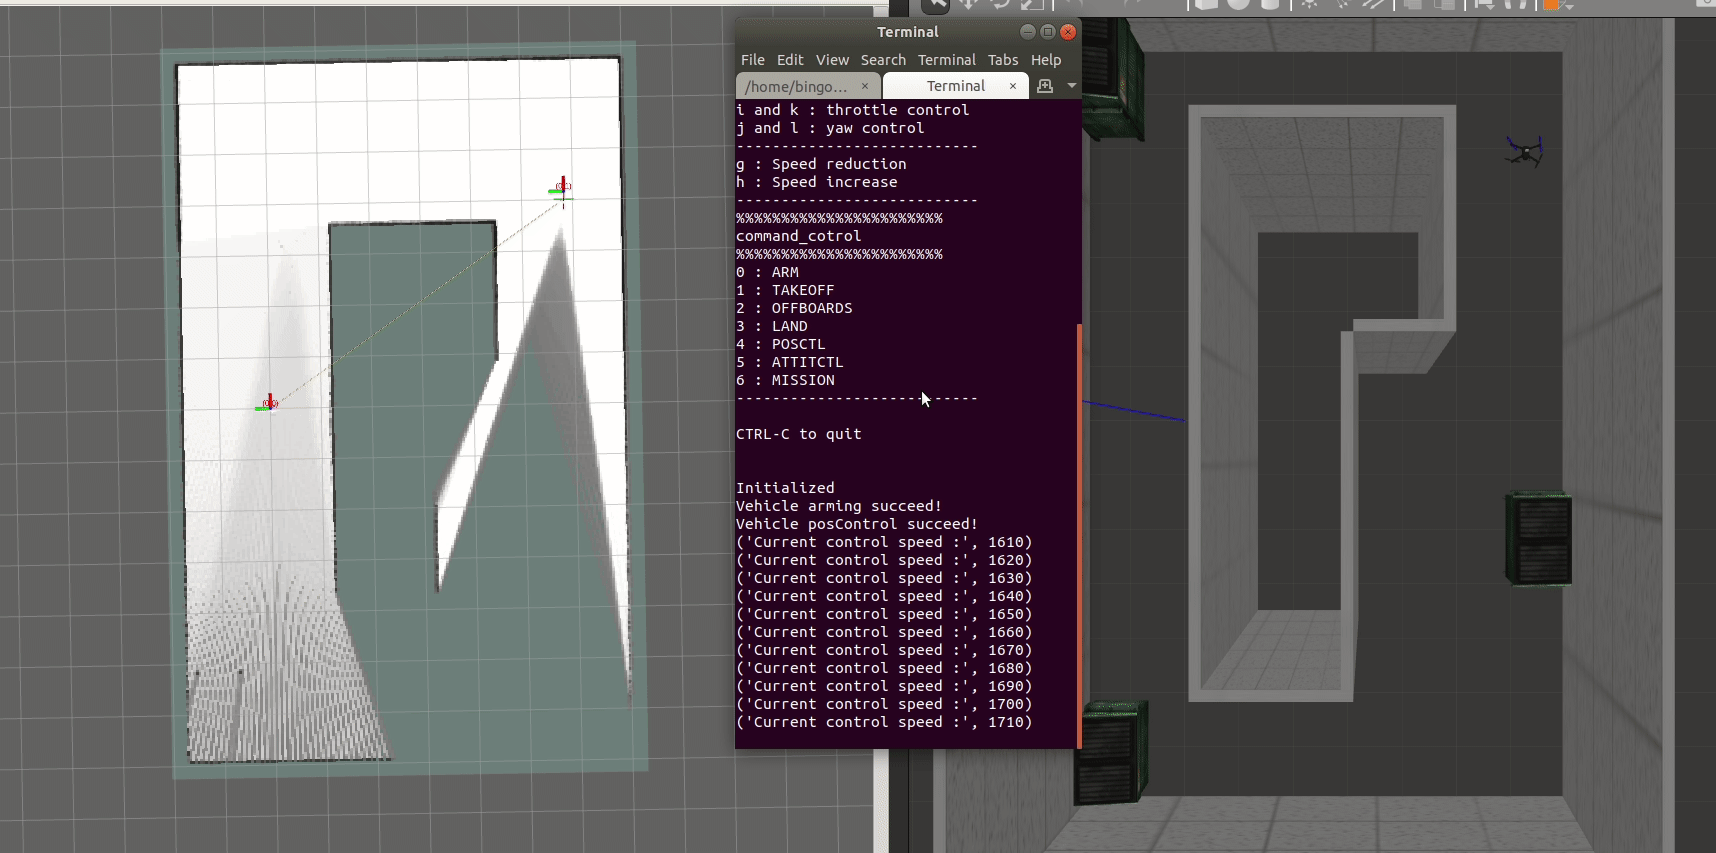 Terminal
File Edit View Search Terminal Tabs Help
/home/bingo... × Terminal ×
i and k : throttle control
j and l : yaw control
---------------------------
g : Speed reduction
h : Speed increase
---------------------------
%%%%%%%%%%%%%%%%%%%%%%%
command_cotrol
%%%%%%%%%%%%%%%%%%%%%%%
0 : ARM
1 : TAKEOFF
2 : OFFBOARDS
3 : LAND
4 : POSCTL
5 : ATTITCTL
6 : MISSION
---------------------------
CTRL-C to quit
Initialized
Vehicle arming succeed!
Vehicle posControl succeed!
('Current control speed :', 1610)
('Current control speed :', 1620)
('Current control speed :', 1630)
('Current control speed :', 1640)
('Current control speed :', 1650)
('Current control speed :', 1660)
('Current control speed :', 1670)
('Current control speed :', 1680)
('Current control speed :', 1690)
('Current control speed :', 1700)
('Current control speed :', 1710)